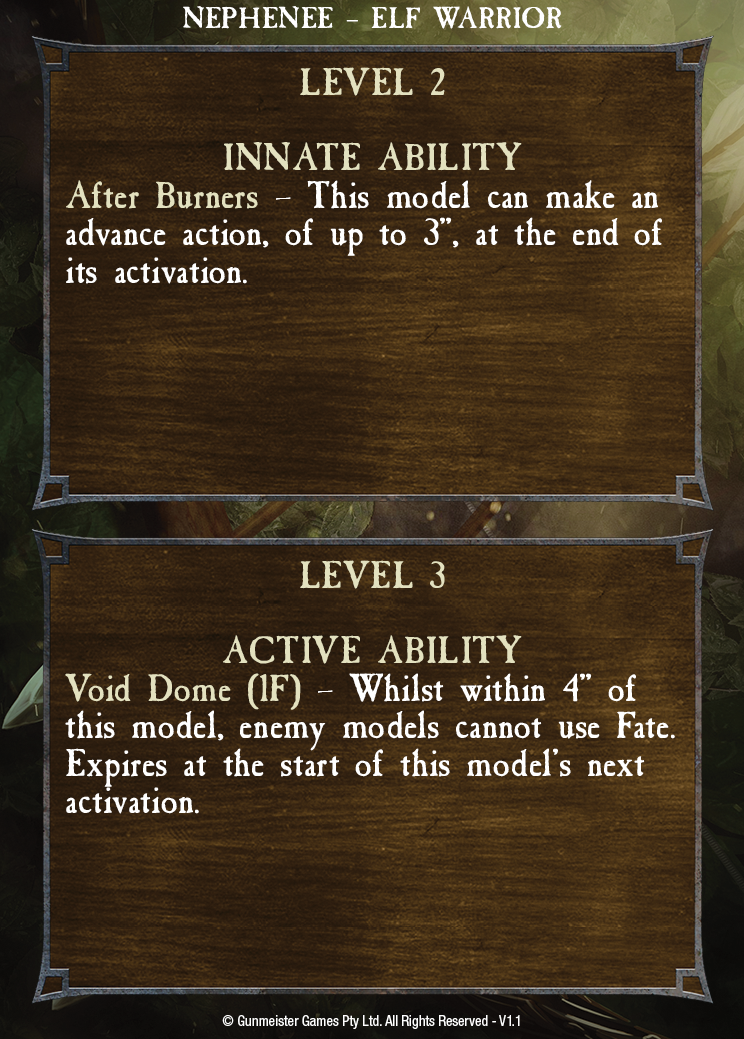 NEPHENEE – ELF WARRIOR
LEVEL 2
INNATE ABILITY
After Burners – This model can make an
advance action, of up to 3”, at the end of
its activation.
LEVEL 3
ACTIVE ABILITY
Void Dome (1F) – Whilst within 4” of
this model, enemy models cannot use Fate.
Expires at the start of this model’s next
activation.
© Gunmeister Games Pty Ltd. All Rights Reserved - V1.1